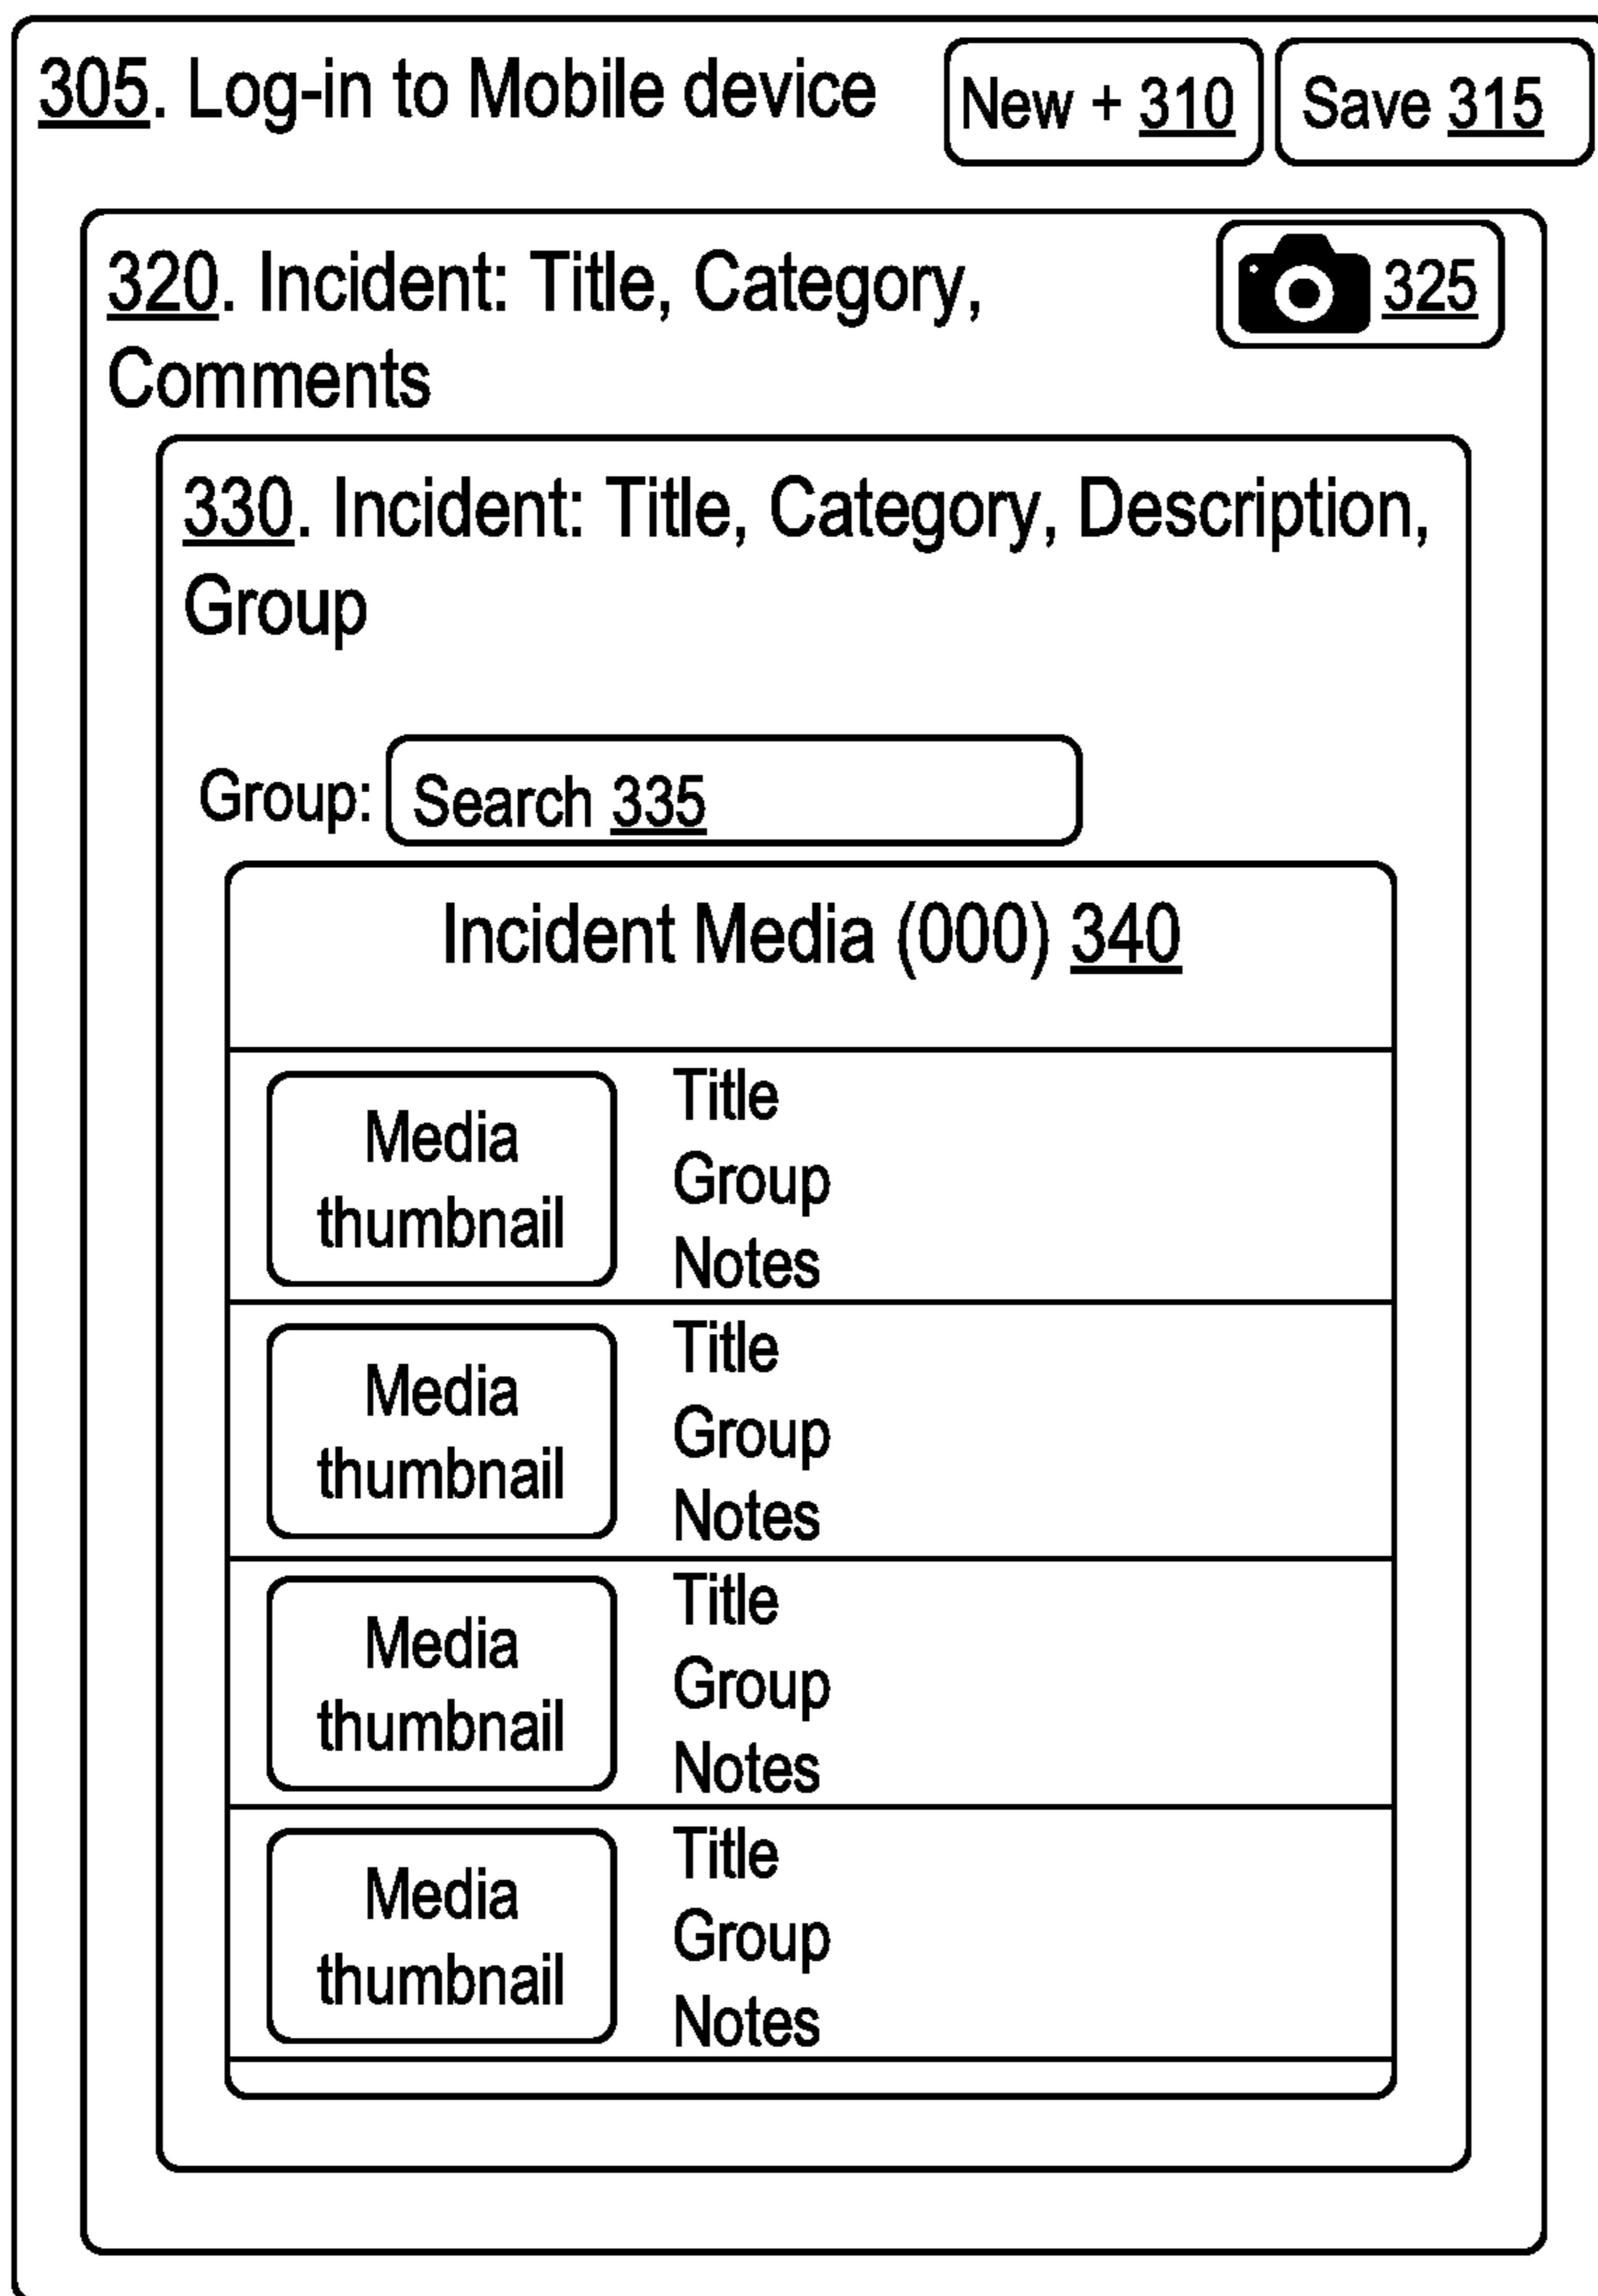 305. Log-in to Mobile device
New + 310
Save 315
320. Incident: Title, Category,
Comments
325
330. Incident: Title, Category, Description,
Group
Group:
Search 335
Incident Media (000) 340
Media
thumbnail
Title
Group
Notes
Media
thumbnail
Title
Group
Notes
Media
thumbnail
Title
Group
Notes
Media
thumbnail
Title
Group
Notes